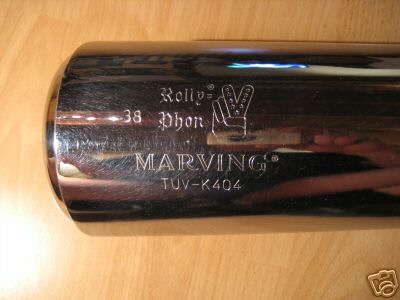 Rolly=®
38 Phon
MARVING®
TUV-K404